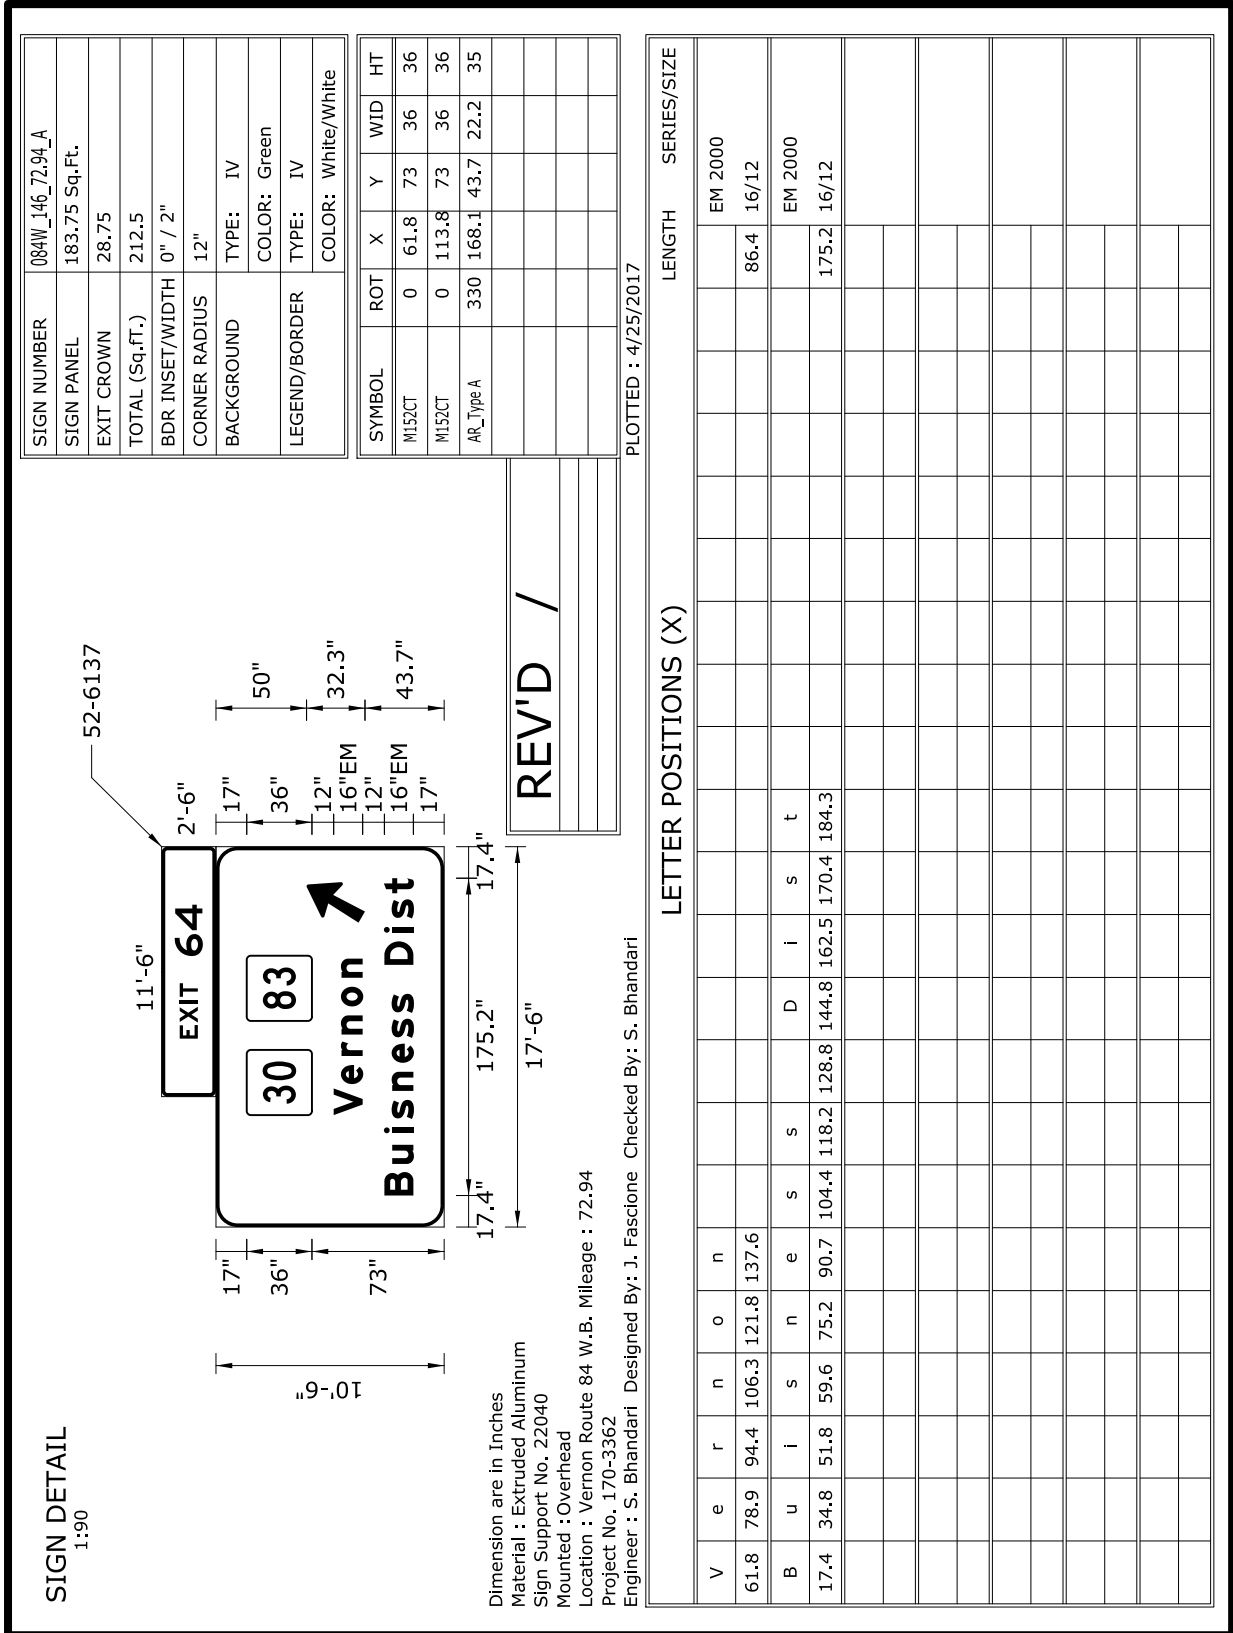 SIGN DETAIL
1:90
52-6137
11'-6"
2'-6"
EXIT 64
30 83
Vernon
Buisness Dist
10'-6"
17"
36"
73"
17"
36"
12"
16"EM
12"
16"EM
17"
50"
32.3"
43.7"
17.4" 175.2" 17.4"
17'-6"
SIGN NUMBER 084W_146_72.94_A
SIGN PANEL 183.75 Sq.Ft.
EXIT CROWN 28.75
TOTAL (Sq.fT.) 212.5
BDR INSET/WIDTH 0" / 2"
CORNER RADIUS 12"
BACKGROUND TYPE: IV
COLOR: Green
LEGEND/BORDER TYPE: IV
COLOR: White/White
SYMBOL ROT X Y WID HT
M152CT 0 61.8 73 36 36
M152CT 0 113.8 73 36 36
AR_Type A 330 168.1 43.7 22.2 35
Dimension are in Inches
Material : Extruded Aluminum
Sign Support No. 22040
Mounted : Overhead
Location : Vernon Route 84 W.B. Mileage : 72.94
Project No. 170-3362
Engineer : S. Bhandari Designed By: J. Fascione Checked By: S. Bhandari
REV'D /
PLOTTED : 4/25/2017
LETTER POSITIONS (X) LENGTH SERIES/SIZE
V e r n o n EM 2000
61.8 78.9 94.4 106.3 121.8 137.6 86.4 16/12
B u i s n e s s D i s t EM 2000
17.4 34.8 51.8 59.6 75.2 90.7 104.4 118.2 128.8 144.8 162.5 170.4 184.3 175.2 16/12